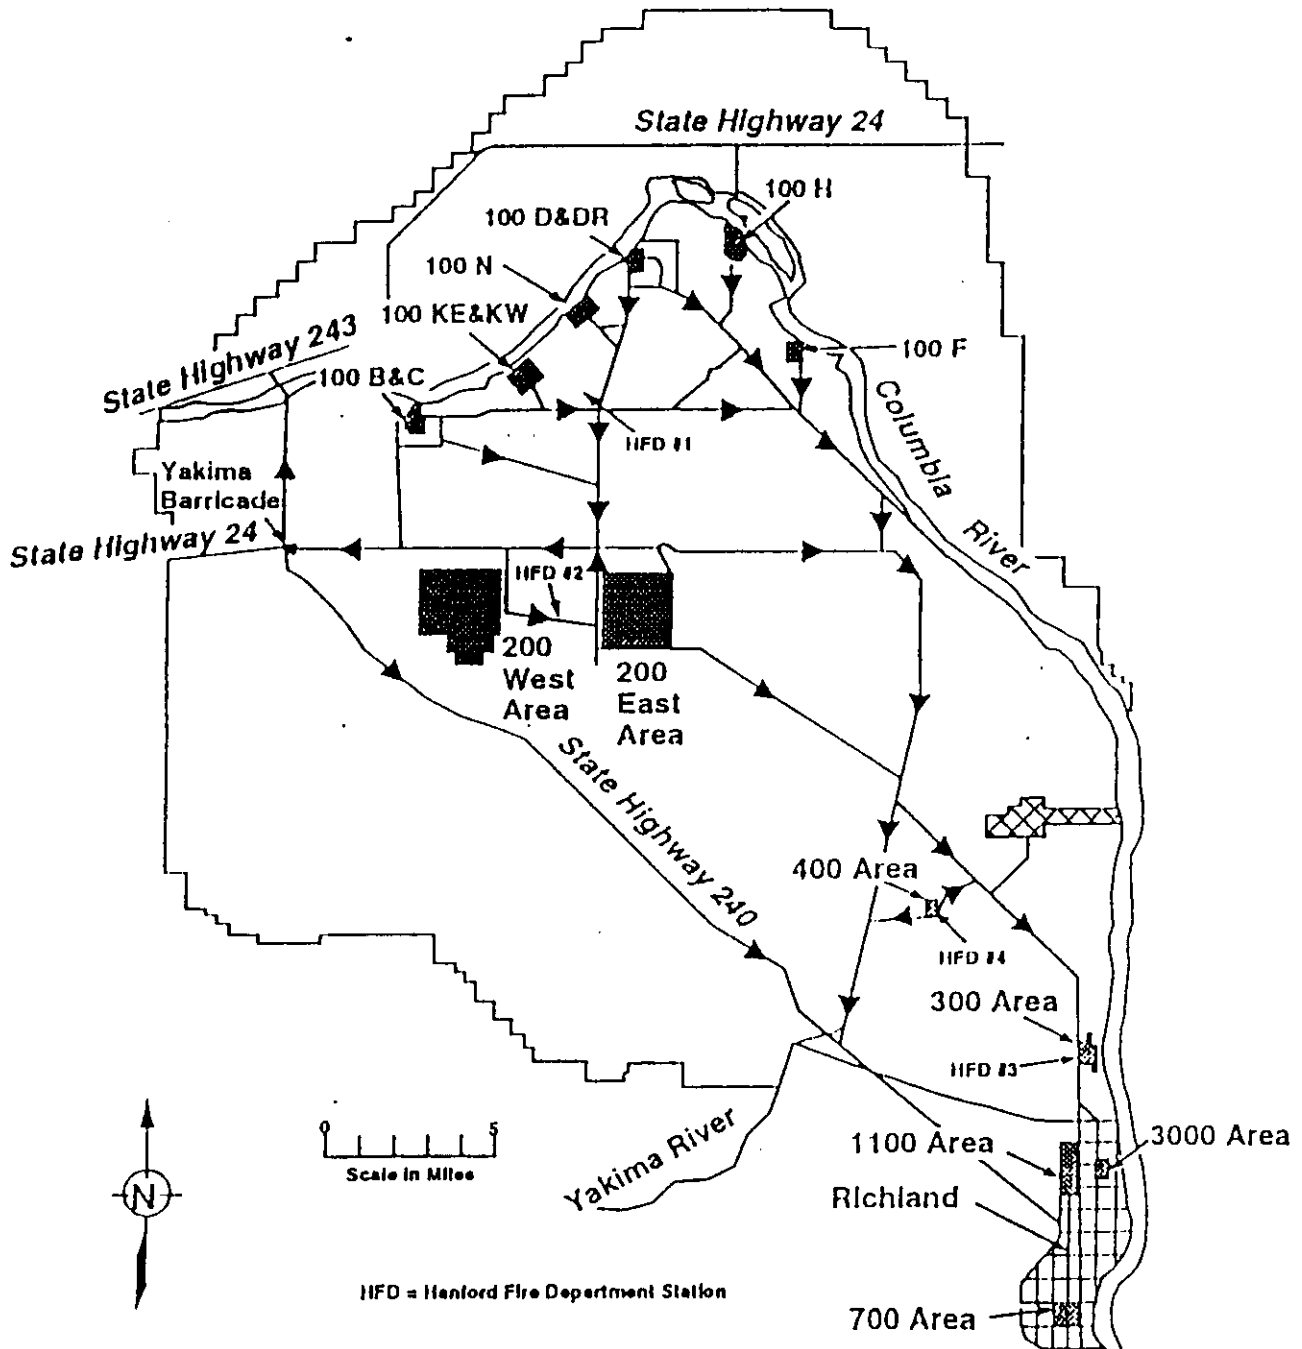 State Highway 24
100 H
100 D&DR
100 N
100 KE&KW
State Highway 243
100 B&C
100 F
HFD #1
Columbia
River
Yakima
Barricade
State Highway 24
HFD #2
200
West
Area
200
East
Area
State Highway 240
400 Area
HFD #4
300 Area
HFD #3
0
5
Scale in Miles
N
Yakima River
1100 Area
3000 Area
Richland
HFD = Hanford Fire Department Station
700 Area